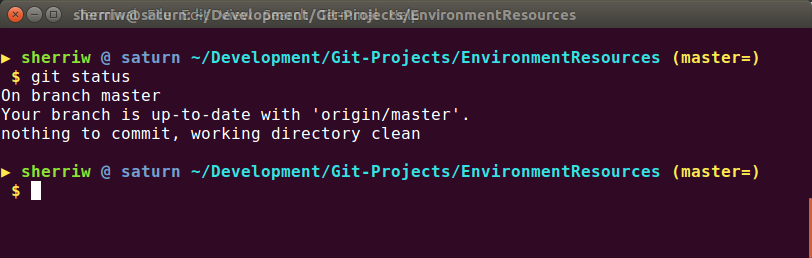 sherriw@saturn: ~/Development/Git-Projects/EnvironmentResources
▶ sherriw @ saturn ~/Development/Git-Projects/EnvironmentResources (master=)
$ git status
On branch master
Your branch is up-to-date with 'origin/master'.
nothing to commit, working directory clean
▶ sherriw @ saturn ~/Development/Git-Projects/EnvironmentResources (master=)
$